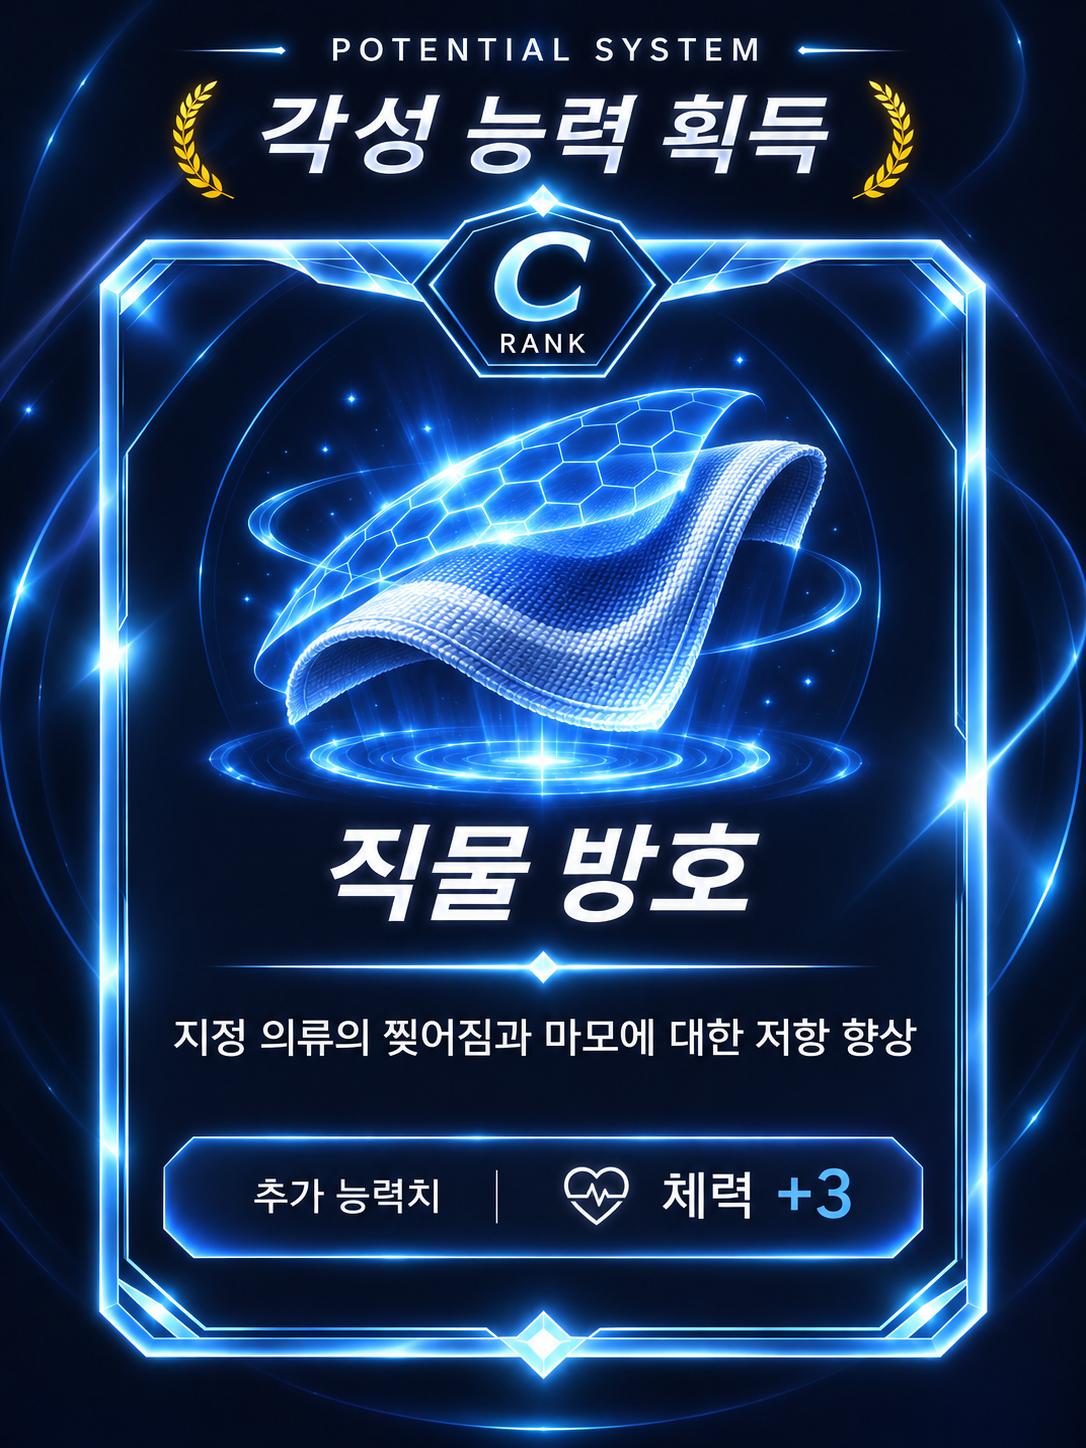 POTENTIAL SYSTEM
각성 능력 획득
C
RANK
직물 방호
지정 의류의 찢어짐과 마모에 대한 저항 향상
추가 능력치 체력 +3